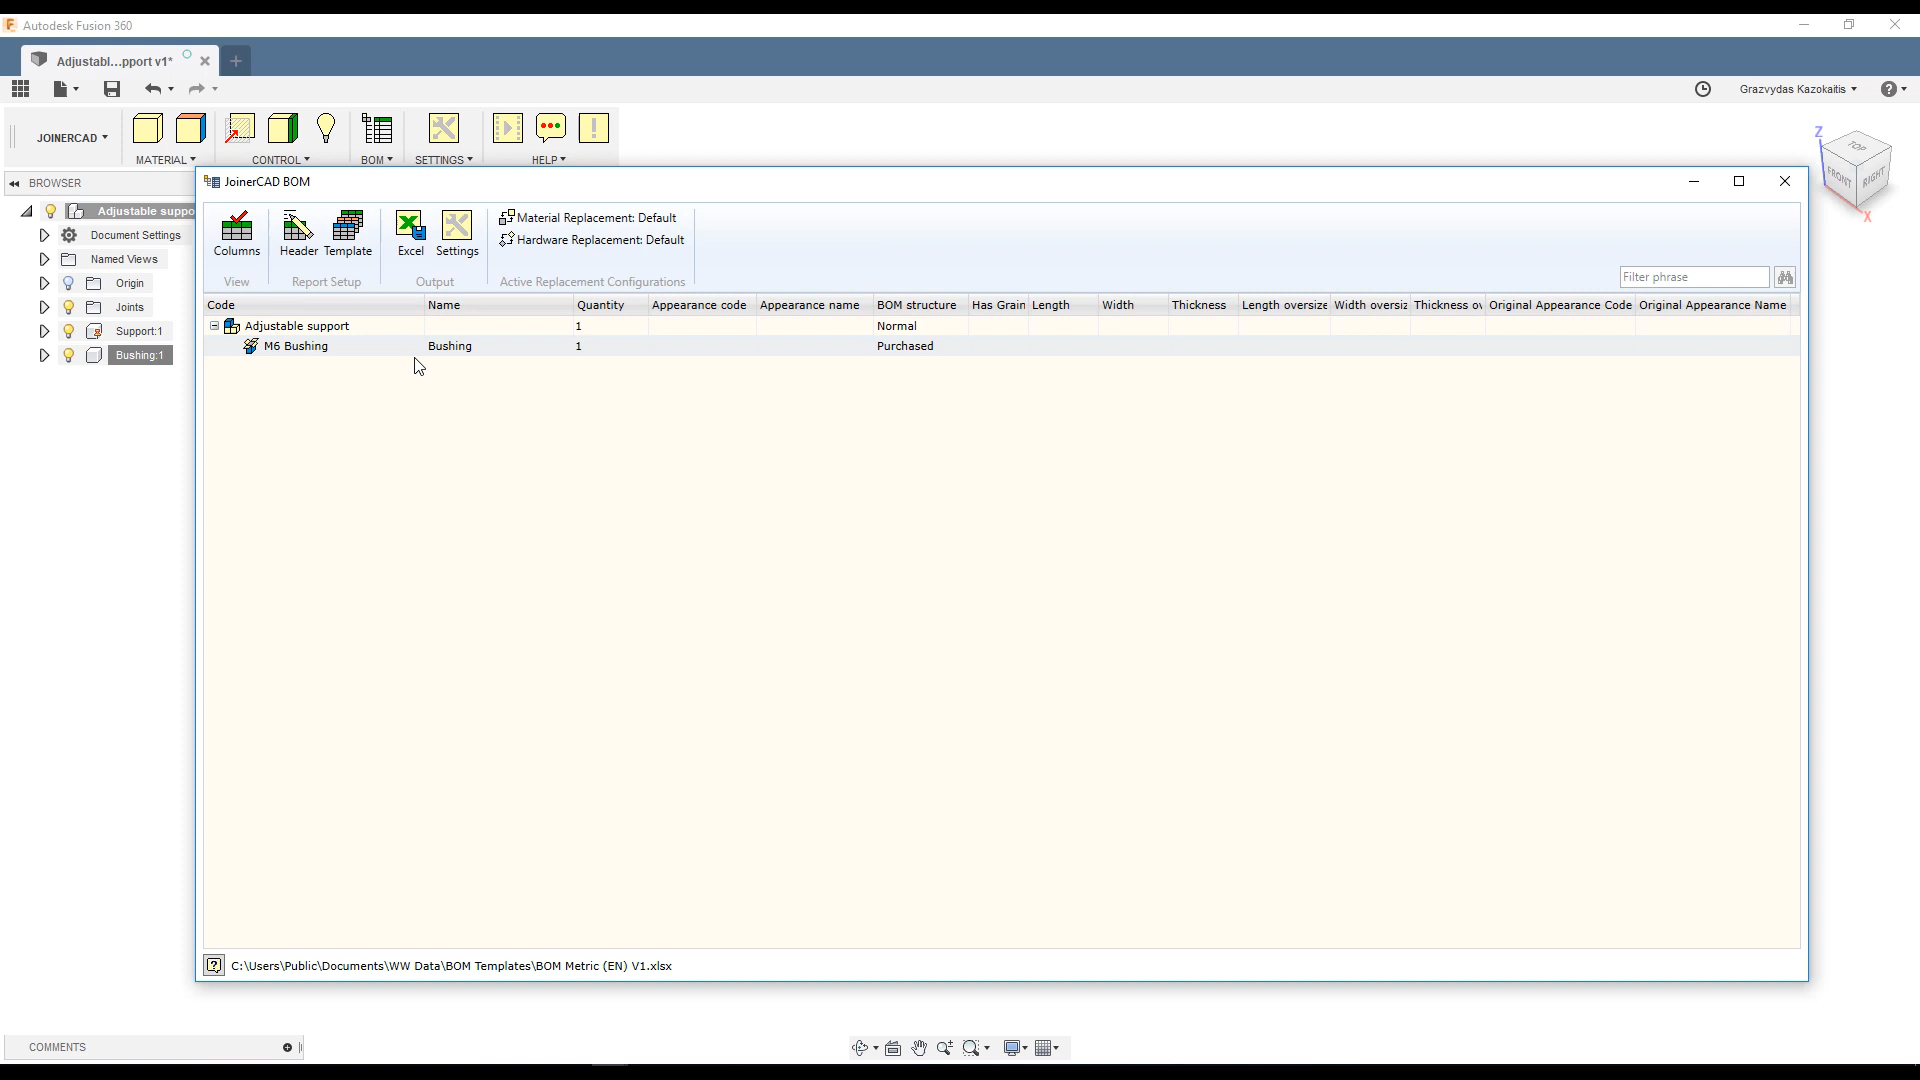 Autodesk Fusion 360
Adjustabl...pport v1*
Grazvydas Kazokaitis
JOINERCAD
MATERIAL
CONTROL
BOM
SETTINGS
HELP
Z
TOP
FRONT
RIGHT
X
BROWSER
Adjustable suppo
Document Settings
Named Views
Origin
Joints
Support:1
Bushing:1
JoinerCAD BOM
Columns
Header
Template
Excel
Settings
Material Replacement: Default
Hardware Replacement: Default
View
Report Setup
Output
Active Replacement Configurations
Filter phrase
Code Name Quantity Appearance code Appearance name BOM structure Has Grain Length Width Thickness Length oversize Width oversiz Thickness ov Original Appearance Code Original Appearance Name
Adjustable support 1 Normal
M6 Bushing Bushing 1 Purchased
C:\Users\Public\Documents\WW Data\BOM Templates\BOM Metric (EN) V1.xlsx
COMMENTS